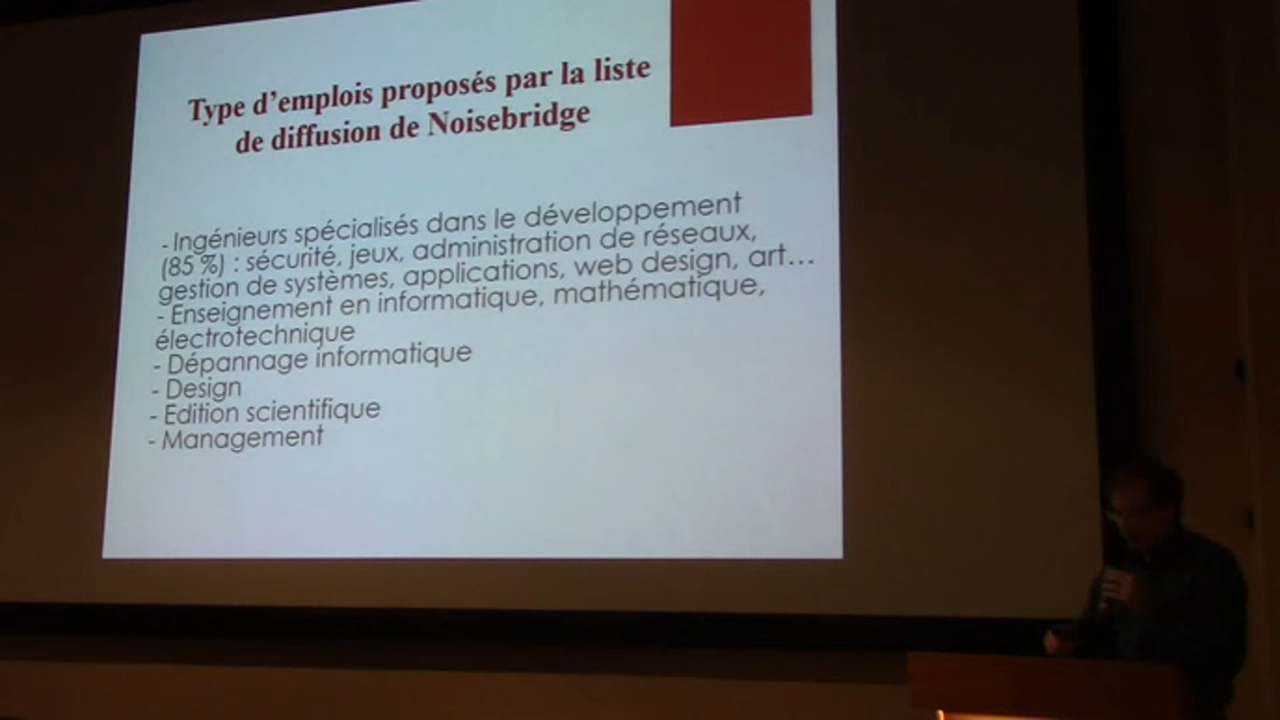 Type d'emplois proposés par la liste
de diffusion de Noisebridge
- Ingénieurs spécialisés dans le développement
(85 %) : sécurité, jeux, administration de réseaux,
gestion de systèmes, applications, web design, art...
- Enseignement en informatique, mathématique,
électrotechnique
- Dépannage informatique
- Design
- Edition scientifique
- Management